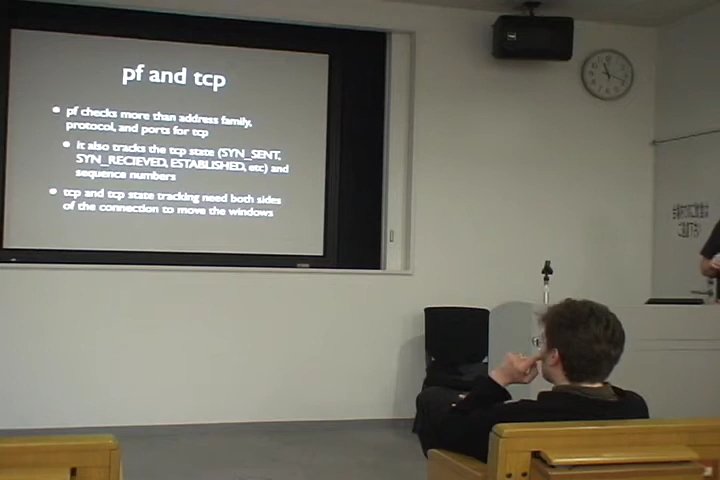 pf and tcp
pf checks more than address family,
protocol, and ports for tcp
it also tracks the tcp state (SYN_SENT,
SYN_RECIEVED, ESTABLISHED, etc) and
sequence numbers
tcp and tcp state tracking need both sides
of the connection to move the windows